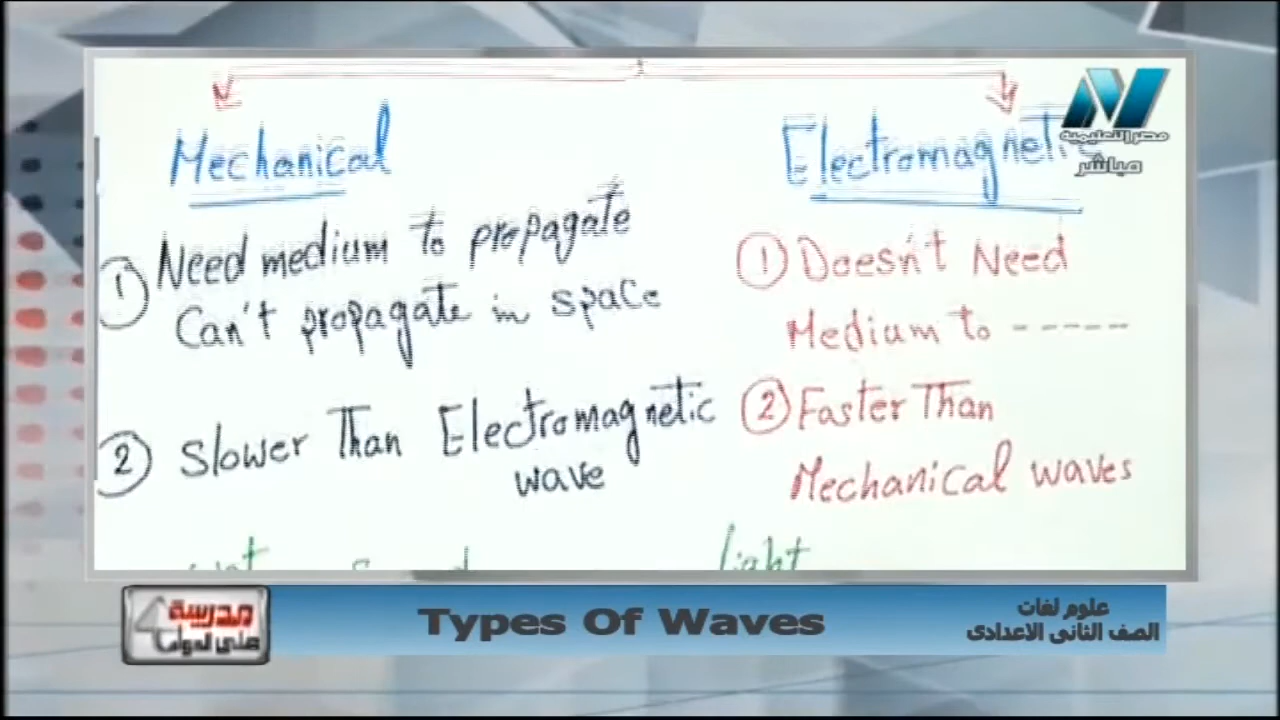 Mechanical
Electromagnetic
مصر التعليمية
مباشر
① Need medium to propagate
Can't propagate in space
② Slower Than Electromagnetic
wave
① Doesn't Need
Medium to -----
② Faster Than
Mechanical waves
light
مدرسة
على الهواء
4
Types Of Waves
علوم لغات
الصف الثانى الاعدادى